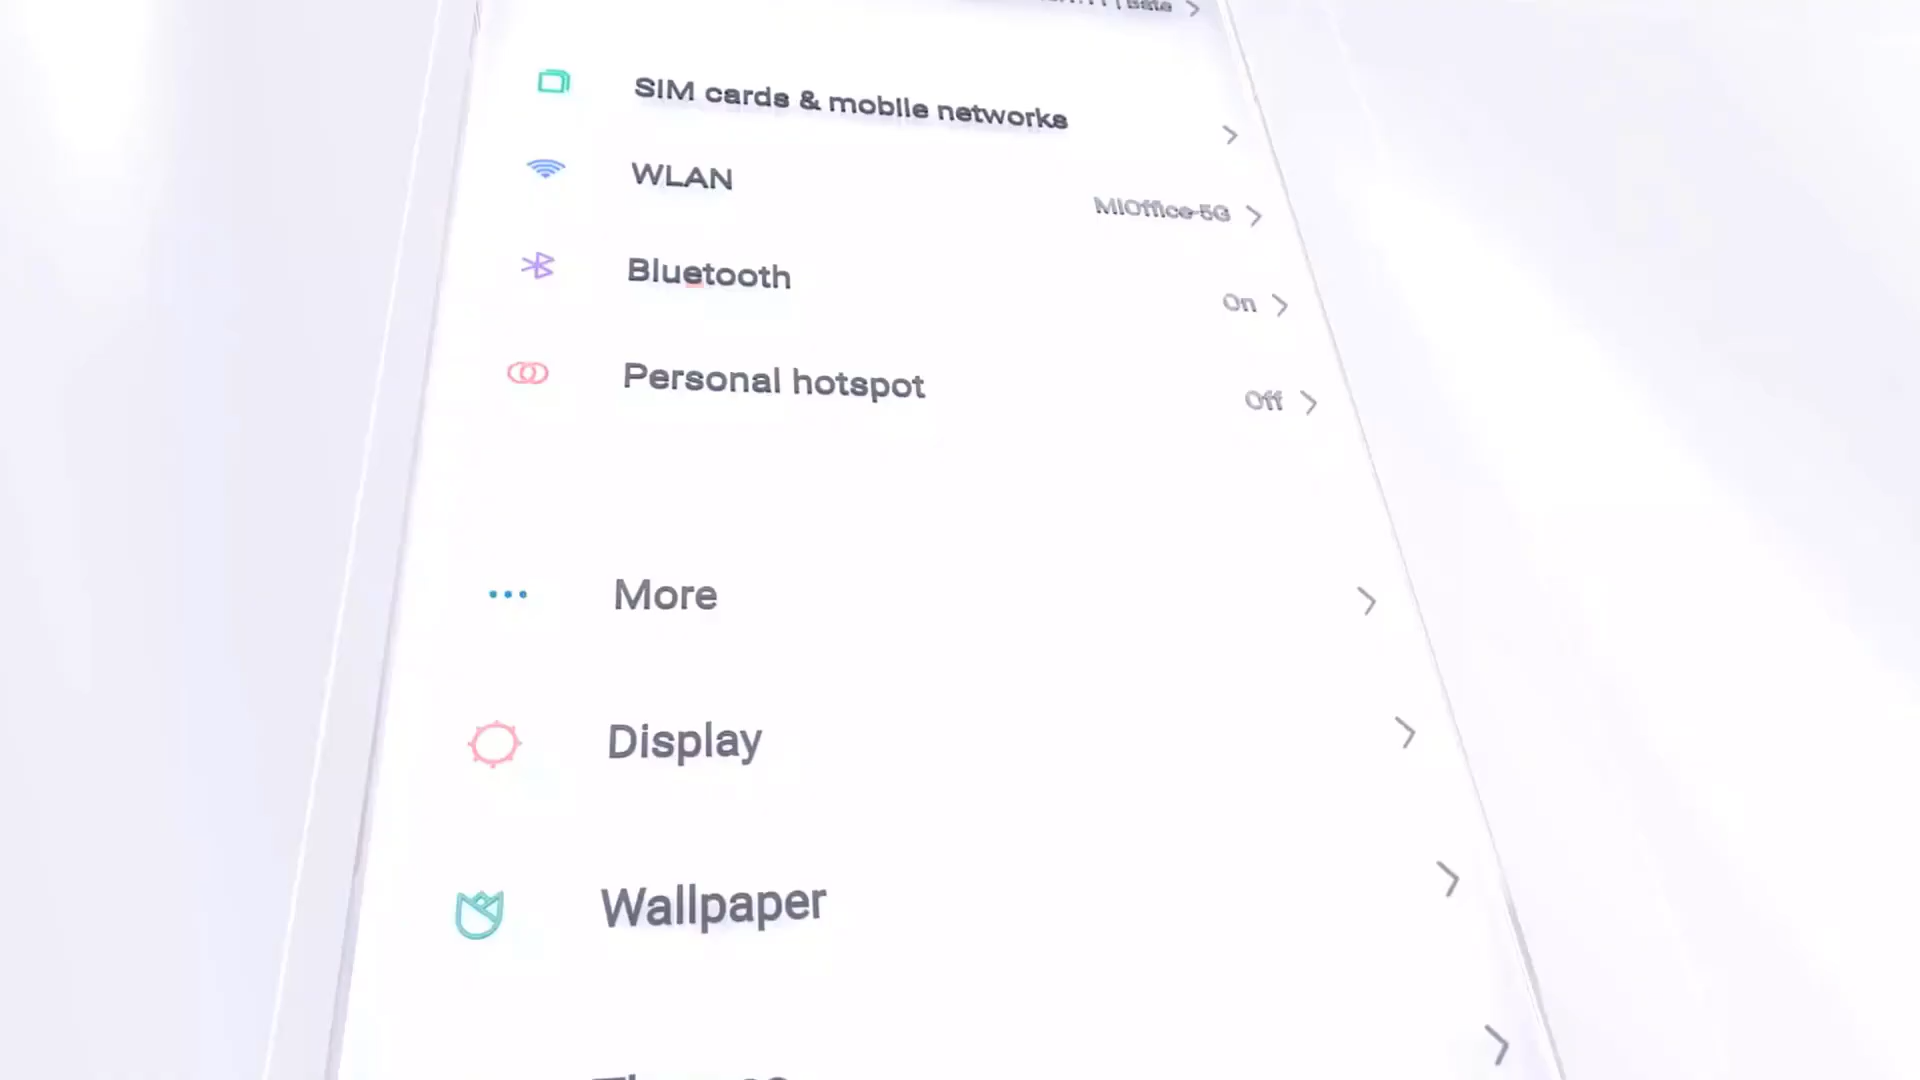 SIM cards & mobile networks
WLAN
MIOffice-5G
Bluetooth
On
Personal hotspot
Off
More
Display
Wallpaper